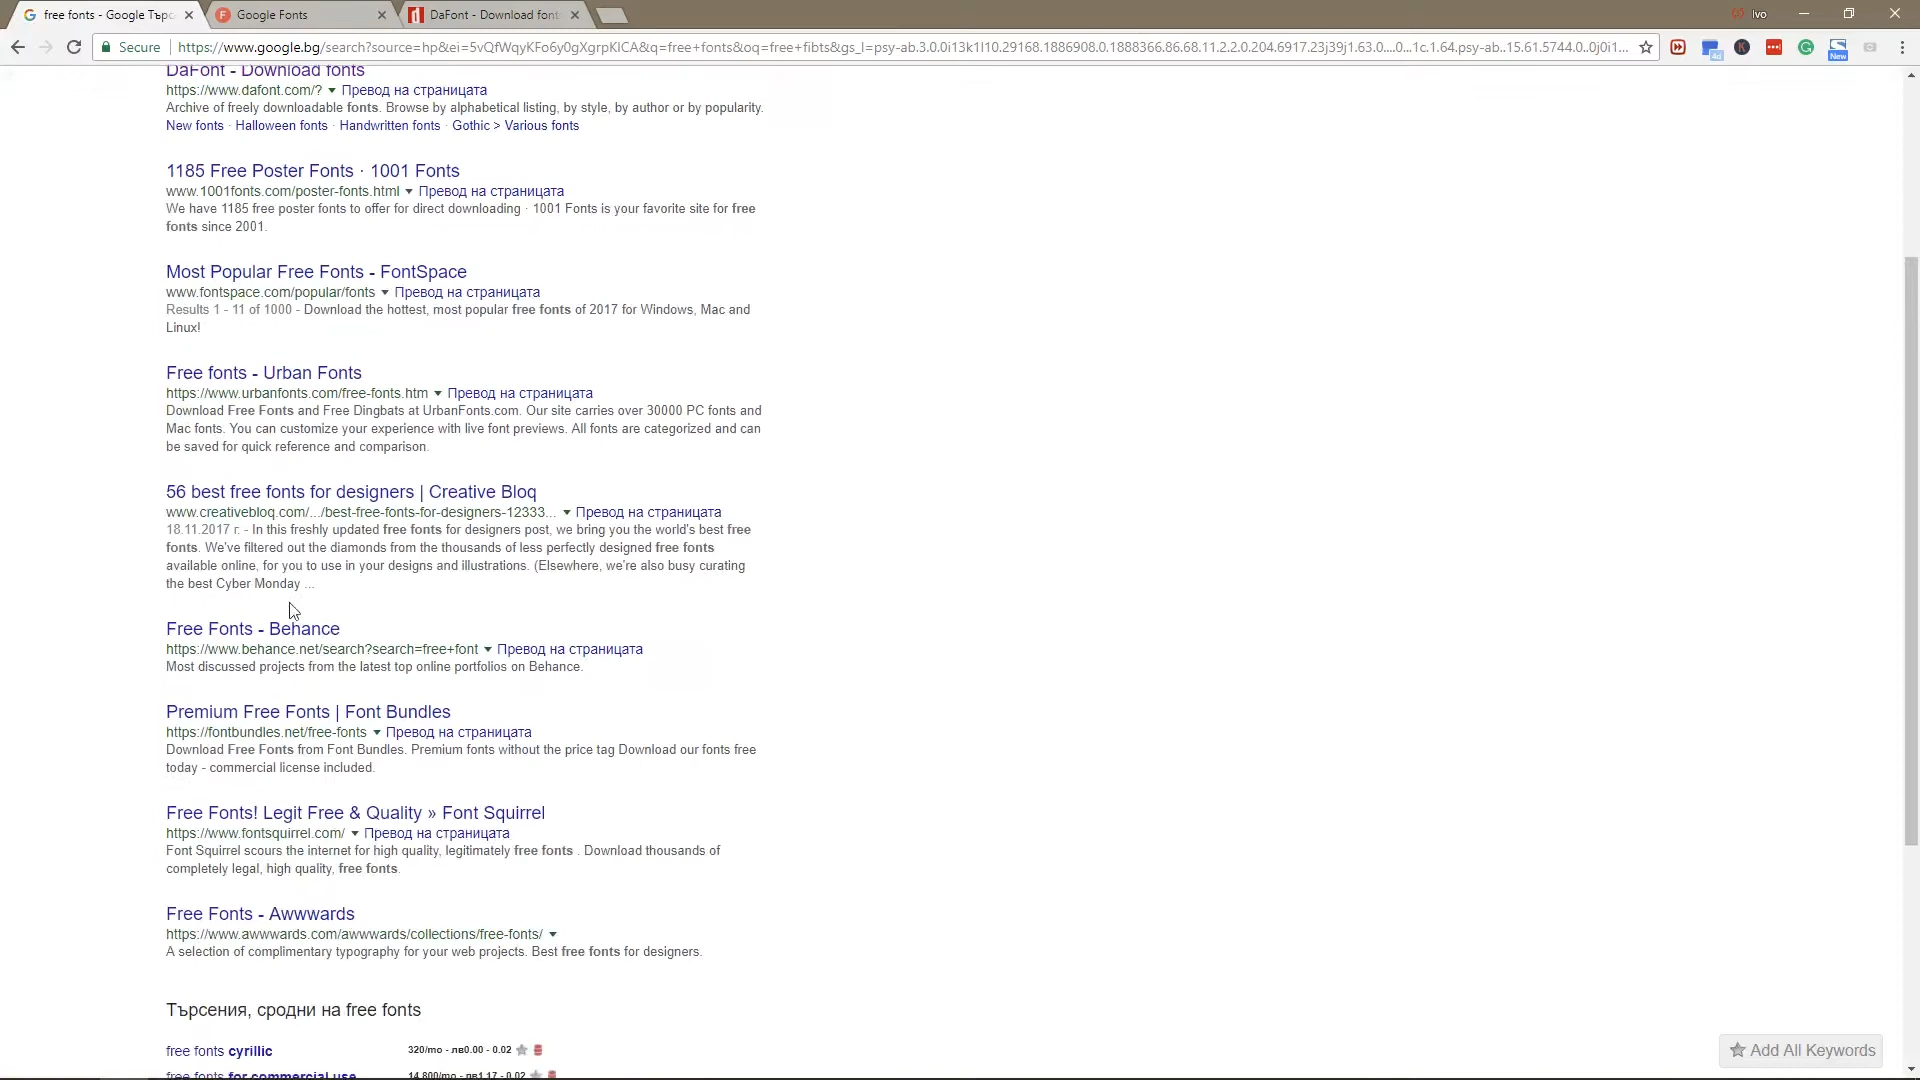 free fonts - Google Търс
Google Fonts
DaFont - Download font
Ivo
Secure
https://www.google.bg/search?source=hp&ei=5vQfWqyKFo6y0gXgrpKICA&q=free+fonts&oq=free+fibts&gs_l=psy-ab.3.0.0i13k1l10.29168.1886908.0.1888366.86.68.11.2.2.0.204.6917.23j39j1.63.0....0...1c.1.64.psy-ab..15.61.5744.0..0j0i1...
4d
New
DaFont - Download fonts
https://www.dafont.com/? Превод на страницата
Archive of freely downloadable fonts. Browse by alphabetical listing, by style, by author or by popularity.
New fonts · Halloween fonts · Handwritten fonts · Gothic > Various fonts
1185 Free Poster Fonts · 1001 Fonts
www.1001fonts.com/poster-fonts.html Превод на страницата
We have 1185 free poster fonts to offer for direct downloading · 1001 Fonts is your favorite site for free
fonts since 2001.
Most Popular Free Fonts - FontSpace
www.fontspace.com/popular/fonts Превод на страницата
Results 1 - 11 of 1000 - Download the hottest, most popular free fonts of 2017 for Windows, Mac and
Linux!
Free fonts - Urban Fonts
https://www.urbanfonts.com/free-fonts.htm Превод на страницата
Download Free Fonts and Free Dingbats at UrbanFonts.com. Our site carries over 30000 PC fonts and
Mac fonts. You can customize your experience with live font previews. All fonts are categorized and can
be saved for quick reference and comparison.
56 best free fonts for designers | Creative Bloq
www.creativebloq.com/.../best-free-fonts-for-designers-12333... Превод на страницата
18.11.2017 г. - In this freshly updated free fonts for designers post, we bring you the world's best free
fonts. We've filtered out the diamonds from the thousands of less perfectly designed free fonts
available online, for you to use in your designs and illustrations. (Elsewhere, we're also busy curating
the best Cyber Monday ...
Free Fonts - Behance
https://www.behance.net/search?search=free+font Превод на страницата
Most discussed projects from the latest top online portfolios on Behance.
Premium Free Fonts | Font Bundles
https://fontbundles.net/free-fonts Превод на страницата
Download Free Fonts from Font Bundles. Premium fonts without the price tag Download our fonts free
today - commercial license included.
Free Fonts! Legit Free & Quality » Font Squirrel
https://www.fontsquirrel.com/ Превод на страницата
Font Squirrel scours the internet for high quality, legitimately free fonts . Download thousands of
completely legal, high quality, free fonts.
Free Fonts - Awwwards
https://www.awwwards.com/awwwards/collections/free-fonts/
A selection of complimentary typography for your web projects. Best free fonts for designers.
Търсения, сродни на free fonts
free fonts cyrillic 320/mo - лв0.00 - 0.02
Add All Keywords
free fonts for commercial use 14,800/mo - лв1.17 - 0.02